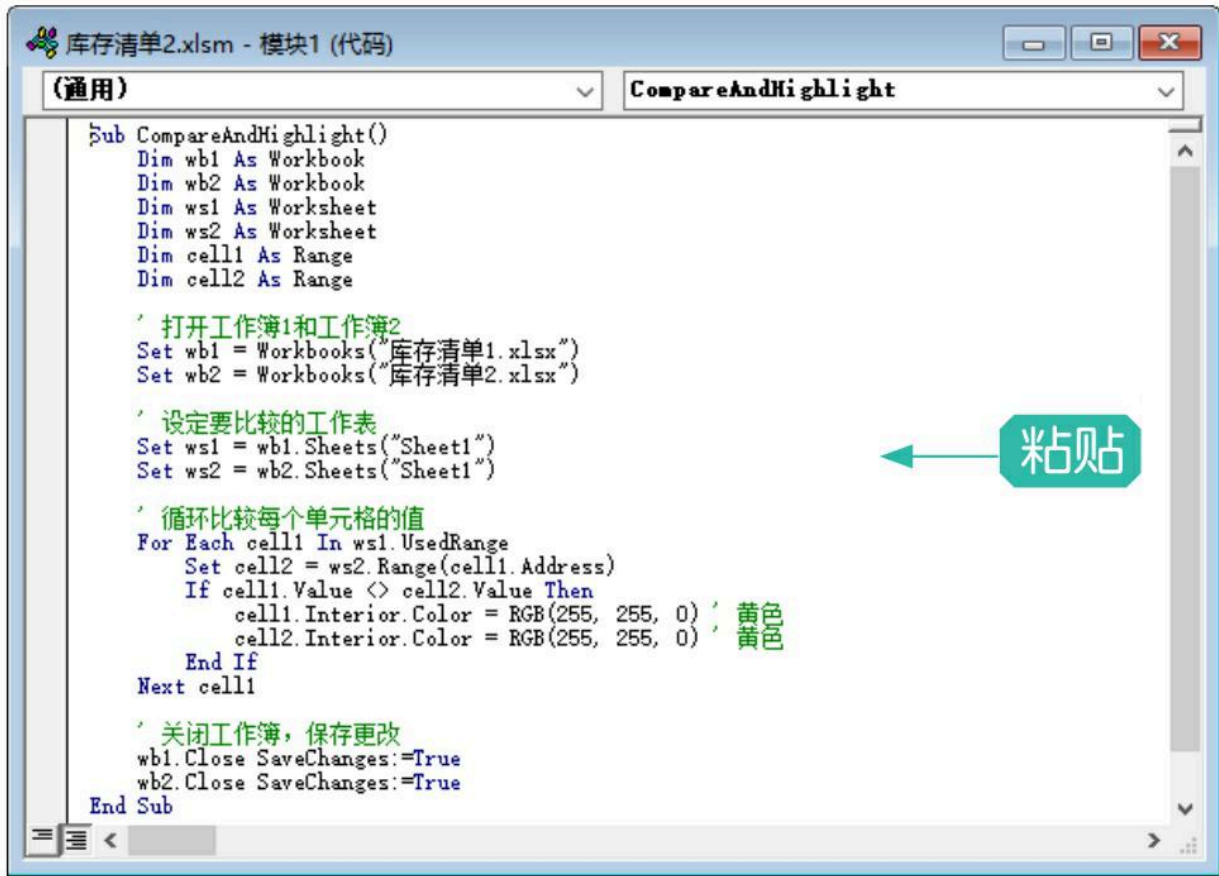 库存清单2.xlsm - 模块1 (代码)
(通用) CompareAndHighlight
Sub CompareAndHighlight()
    Dim wb1 As Workbook
    Dim wb2 As Workbook
    Dim ws1 As Worksheet
    Dim ws2 As Worksheet
    Dim cell1 As Range
    Dim cell2 As Range
    ' 打开工作簿1和工作簿2
    Set wb1 = Workbooks("库存清单1.xlsx")
    Set wb2 = Workbooks("库存清单2.xlsx")
    ' 设定要比较的工作表
    Set ws1 = wb1.Sheets("Sheet1")
    Set ws2 = wb2.Sheets("Sheet1")
粘贴
    ' 循环比较每个单元格的值
    For Each cell1 In ws1.UsedRange
        Set cell2 = ws2.Range(cell1.Address)
        If cell1.Value <> cell2.Value Then
            cell1.Interior.Color = RGB(255, 255, 0) ' 黄色
            cell2.Interior.Color = RGB(255, 255, 0) ' 黄色
        End If
    Next cell1
    ' 关闭工作簿，保存更改
    wb1.Close SaveChanges:=True
    wb2.Close SaveChanges:=True
End Sub